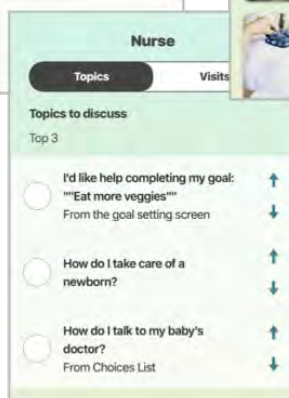 Nurse
Topics
Visits
Topics to discuss
Top 3
I'd like help completing my goal:
""Eat more veggies""
From the goal setting screen
How do I take care of a
newborn?
How do I talk to my baby's
doctor?
From Choices List